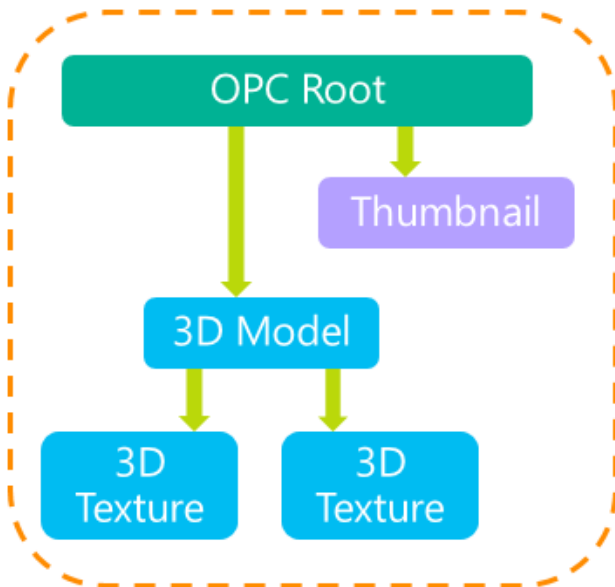 OPC Root
Thumbnail
3D Model
3D
Texture
3D
Texture